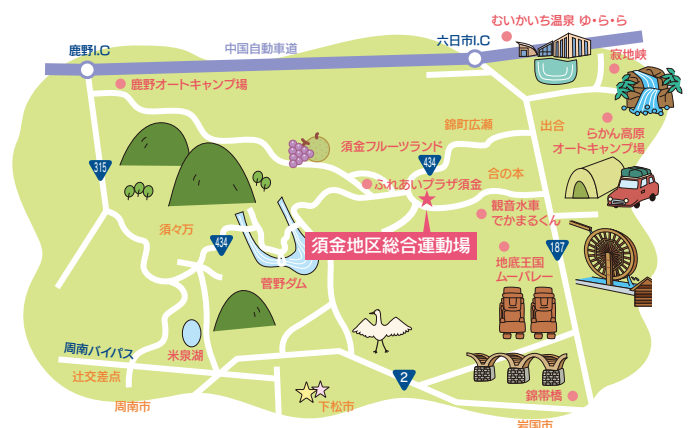 むいかいち温泉 ゆ・ら・ら
鹿野I.C
中国自動車道
六日市I.C
寂地峡
鹿野オートキャンプ場
須金フルーツランド
錦町広瀬
出合
らかん高原
オートキャンプ場
434
315
合の本
ふれあいプラザ須金
観音水車
でかまるくん
須々万
434
須金地区総合運動場
187
地底王国
ムーバレー
菅野ダム
周南バイパス
米泉湖
辻交差点
2
周南市
下松市
錦帯橋
岩国市